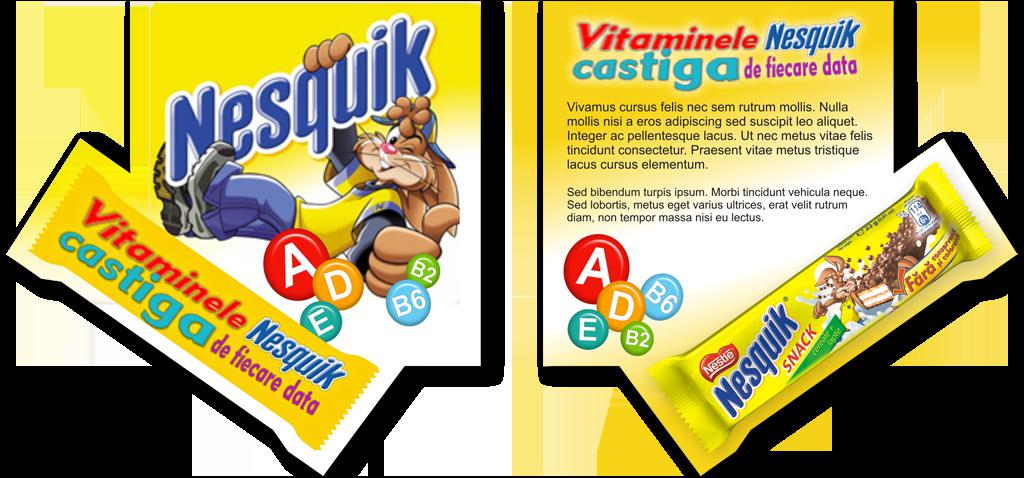 Nesquik
A
D
E
B2
B6
Vitaminele Nesquik
castiga de fiecare data
Vitaminele Nesquik
castiga de fiecare data
Vivamus cursus felis nec sem rutrum mollis. Nulla
mollis nisi a eros adipiscing sed suscipit leo aliquet.
Integer ac pellentesque lacus. Ut nec metus vitae felis
tincidunt consectetur. Praesent vitae metus tristique
lacus cursus elementum.
Sed bibendum turpis ipsum. Morbi tincidunt vehicula neque.
Sed lobortis, metus eget varius ultrices, erat velit rutrum
diam, non tempor massa nisi eu lectus.
A
D
B6
E
B2
Nestlé
Nesquik®
SNACK
cereale +
lapte
Fără
114